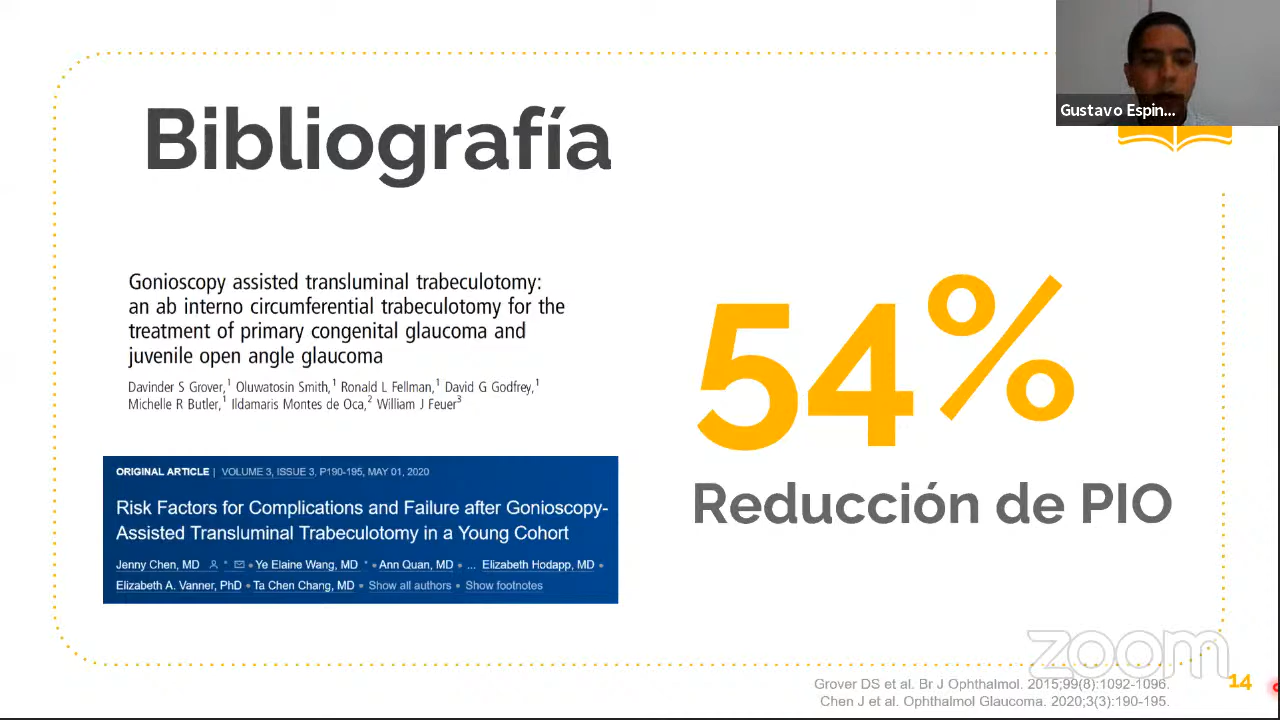 Gustavo Espin...
Bibliografía
Gonioscopy assisted transluminal trabeculotomy:
an ab interno circumferential trabeculotomy for the
treatment of primary congenital glaucoma and
juvenile open angle glaucoma
Davinder S Grover,¹ Oluwatosin Smith,¹ Ronald L Fellman,¹ David G Godfrey,¹
Michelle R Butler,¹ Ildamaris Montes de Oca,² William J Feuer³
ORIGINAL ARTICLE | VOLUME 3, ISSUE 3, P190-195, MAY 01, 2020
Risk Factors for Complications and Failure after Gonioscopy-
Assisted Transluminal Trabeculotomy in a Young Cohort
Jenny Chen, MD * • Ye Elaine Wang, MD * • Ann Quan, MD • ... Elizabeth Hodapp, MD •
Elizabeth A. Vanner, PhD • Ta Chen Chang, MD • Show all authors • Show footnotes
54%
Reducción de PIO
zoom
Grover DS et al. Br J Ophthalmol. 2015;99(8):1092-1096.
Chen J et al. Ophthalmol Glaucoma. 2020;3(3):190-195.
14